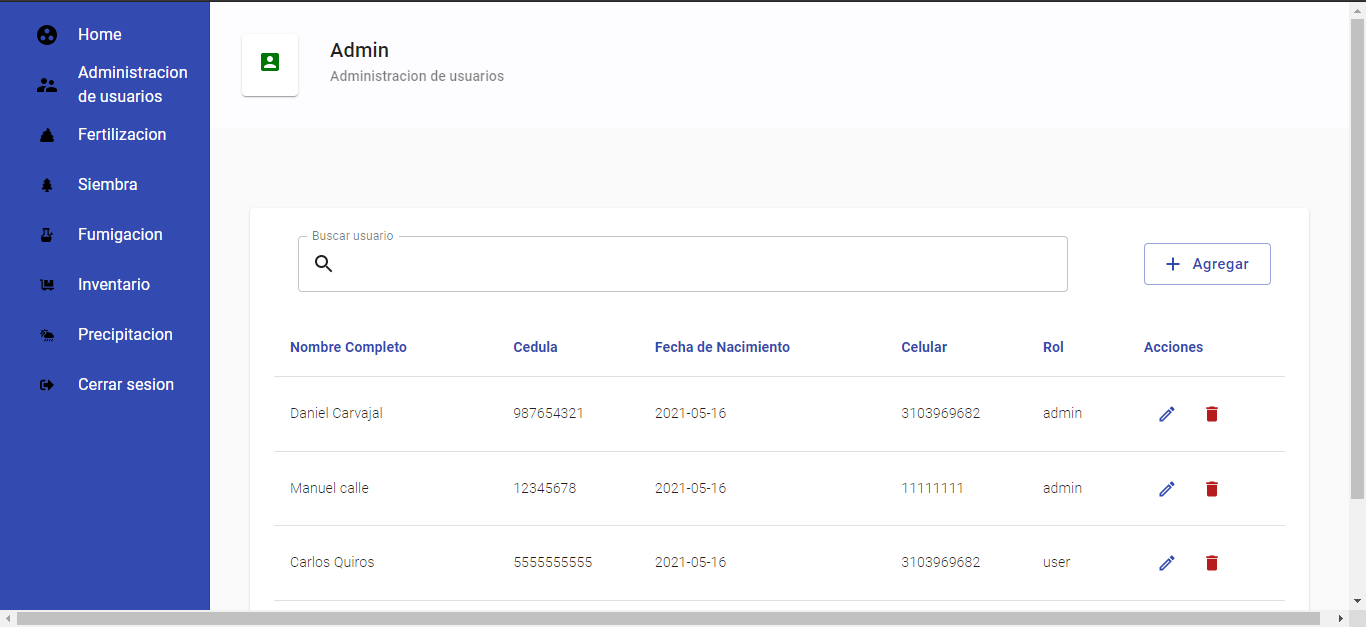 Home
Administracion
de usuarios
Fertilizacion
Siembra
Fumigacion
Inventario
Precipitacion
Cerrar sesion
Admin
Administracion de usuarios
Buscar usuario
Agregar
Nombre Completo Cedula Fecha de Nacimiento Celular Rol Acciones
Daniel Carvajal 987654321 2021-05-16 3103969682 admin
Manuel calle 12345678 2021-05-16 11111111 admin
Carlos Quiros 5555555555 2021-05-16 3103969682 user